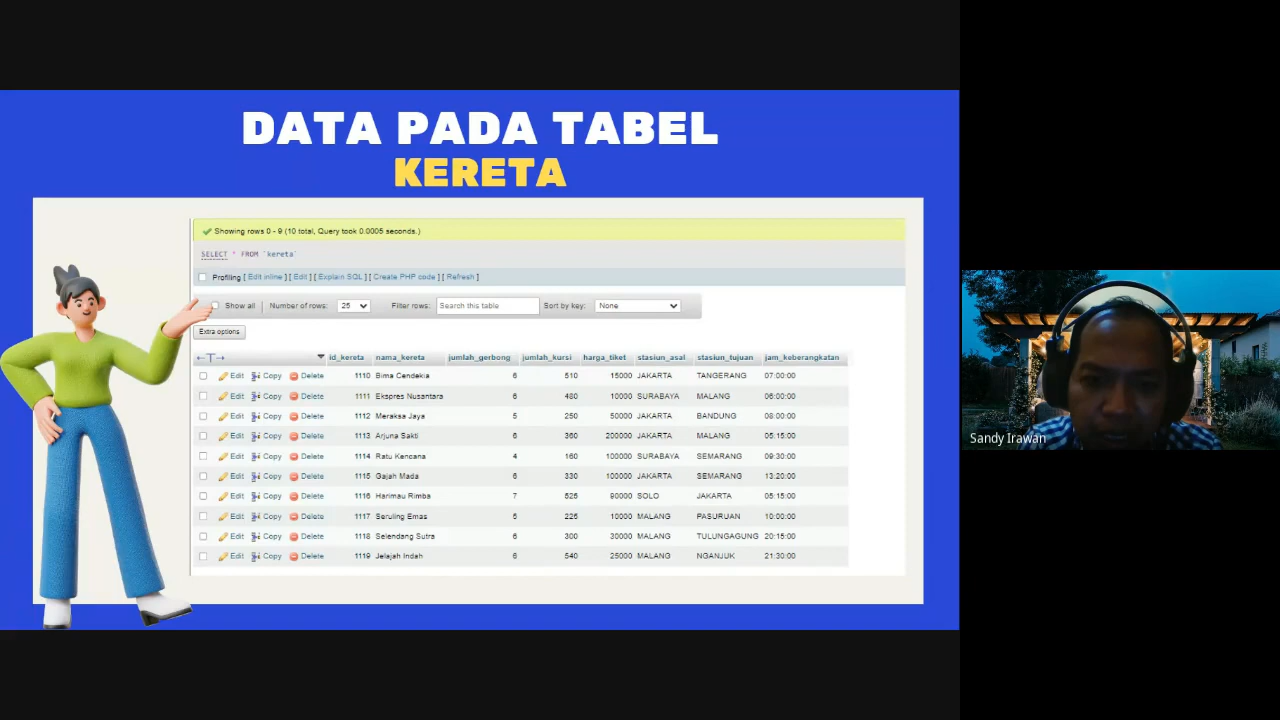 DATA PADA TABEL
KERETA
Showing rows 0 - 9 (10 total, Query took 0.0005 seconds.)
SELECT * FROM `kereta`
Profiling [ Edit inline ] [ Edit ] [ Explain SQL ] [ Create PHP code ] [ Refresh ]
Show all | Number of rows: 25 Filter rows: Search this table Sort by key: None
Extra options
←T→ id_kereta nama_kereta jumlah_gerbong jumlah_kursi harga_tiket stasiun_asal stasiun_tujuan jam_keberangkatan
Edit Copy Delete 1110 Bima Cendekia 6 510 15000 JAKARTA TANGERANG 07:00:00
Edit Copy Delete 1111 Ekspres Nusantara 6 480 10000 SURABAYA MALANG 06:00:00
Edit Copy Delete 1112 Meraksa Jaya 5 250 50000 JAKARTA BANDUNG 08:00:00
Edit Copy Delete 1113 Arjuna Sakti 6 360 200000 JAKARTA MALANG 05:15:00
Edit Copy Delete 1114 Ratu Kencana 4 160 100000 SURABAYA SEMARANG 09:30:00
Edit Copy Delete 1115 Gajah Mada 6 330 100000 JAKARTA SEMARANG 13:20:00
Edit Copy Delete 1116 Harimau Rimba 7 525 90000 SOLO JAKARTA 05:15:00
Edit Copy Delete 1117 Seruling Emas 5 225 10000 MALANG PASURUAN 10:00:00
Edit Copy Delete 1118 Selendang Sutra 6 300 30000 MALANG TULUNGAGUNG 20:15:00
Edit Copy Delete 1119 Jelajah Indah 6 540 25000 MALANG NGANJUK 21:30:00
Sandy Irawan